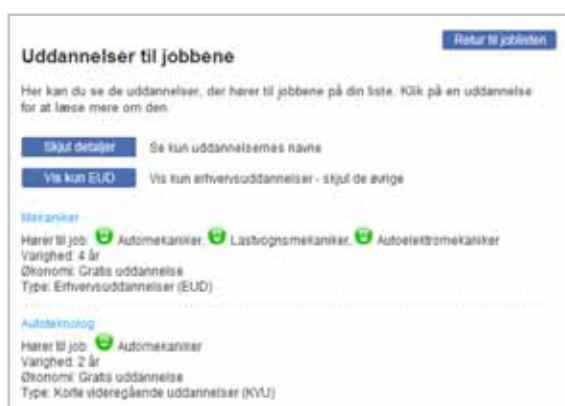 Retur til joblisten
Uddannelser til jobbene
Her kan du se de uddannelser, der hører til jobbene på din liste. Klik på en uddannelse
for at læse mere om den.
Skjul detaljer Se kun uddannelsernes navne
Vis kun EUD Vis kun erhvervsuddannelser - skjul de øvrige
Mekaniker
Hører til job: Automekaniker, Lastvognsmekaniker, Autoelektromekaniker
Varighed: 4 år
Økonomi: Gratis uddannelse
Type: Erhvervsuddannelser (EUD)
Autoteknolog
Hører til job: Automekaniker
Varighed: 2 år
Økonomi: Gratis uddannelse
Type: Korte videregående uddannelser (KVU)